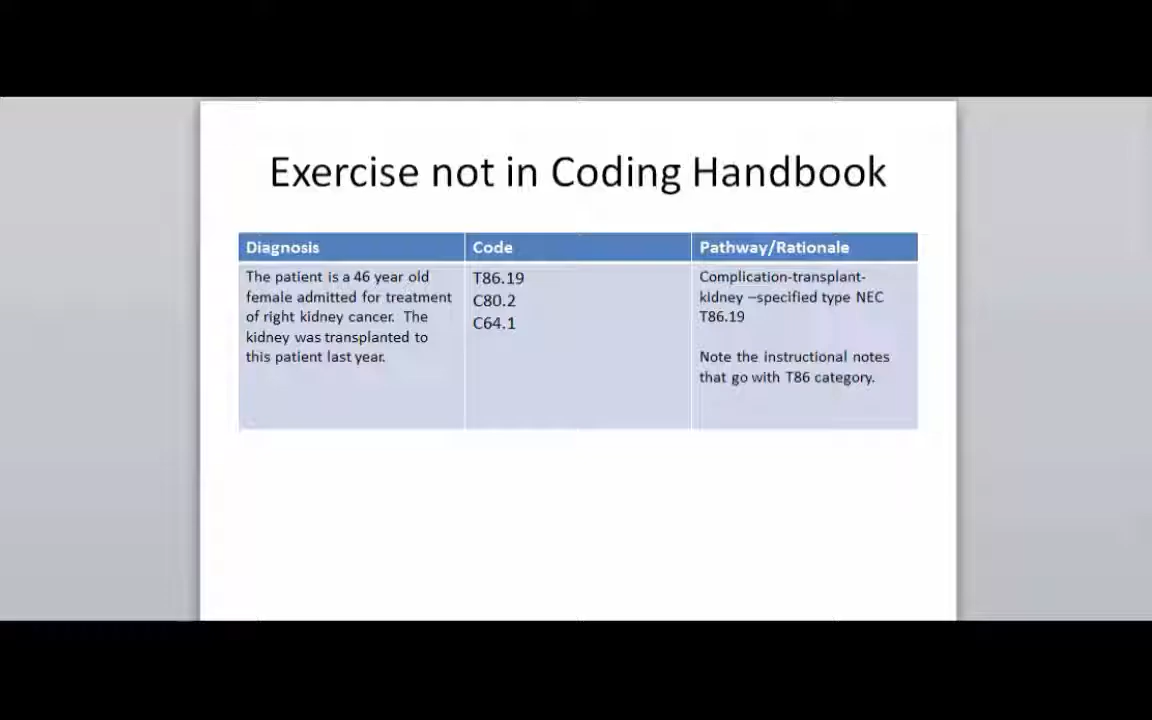 Exercise not in Coding Handbook
Diagnosis
Code
Pathway/Rationale
The patient is a 46 year old
female admitted for treatment
of right kidney cancer. The
kidney was transplanted to
this patient last year.
T86.19
C80.2
C64.1
Complication-transplant-
kidney –specified type NEC
T86.19
Note the instructional notes
that go with T86 category.